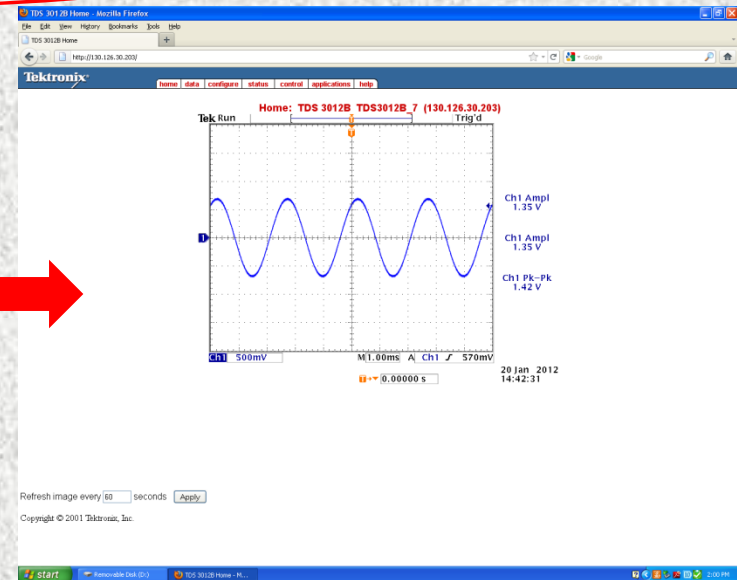 TDS 3012B Home - Mozilla Firefox
File Edit View History Bookmarks Tools Help
TDS 3012B Home +
http://130.126.30.203/
Google
Tektronix
home data configure status control applications help
Home: TDS 3012B TDS3012B_7 (130.126.30.203)
Tek Run Trig'd
T
T
Ch1 Ampl
1.35 V
1
Ch1 Ampl
1.35 V
Ch1 Pk-Pk
1.42 V
Ch1 500mV M 1.00ms A Ch1 ∫ 570mV
T 0.00000 s
20 Jan 2012
14:42:31
Refresh image every 60 seconds Apply
Copyright © 2001 Tektronix, Inc.
start Removable Disk (D:) TDS 3012B Home - M... 2:00 PM